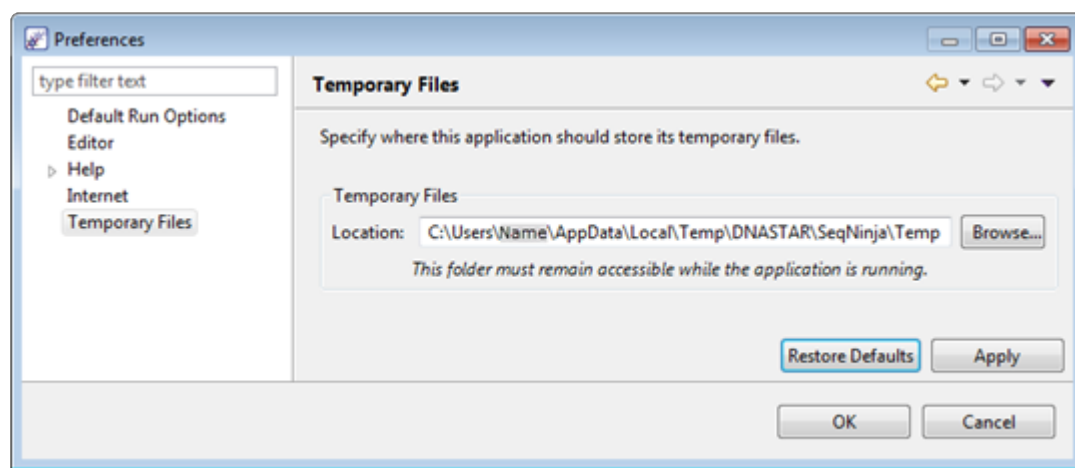 Preferences
type filter text
Default Run Options
Editor
Help
Internet
Temporary Files
Temporary Files
Specify where this application should store its temporary files.
Temporary Files
Location: C:\Users\Name\AppData\Local\Temp\DNASTAR\SeqNinja\Temp Browse...
This folder must remain accessible while the application is running.
Restore Defaults Apply
OK Cancel